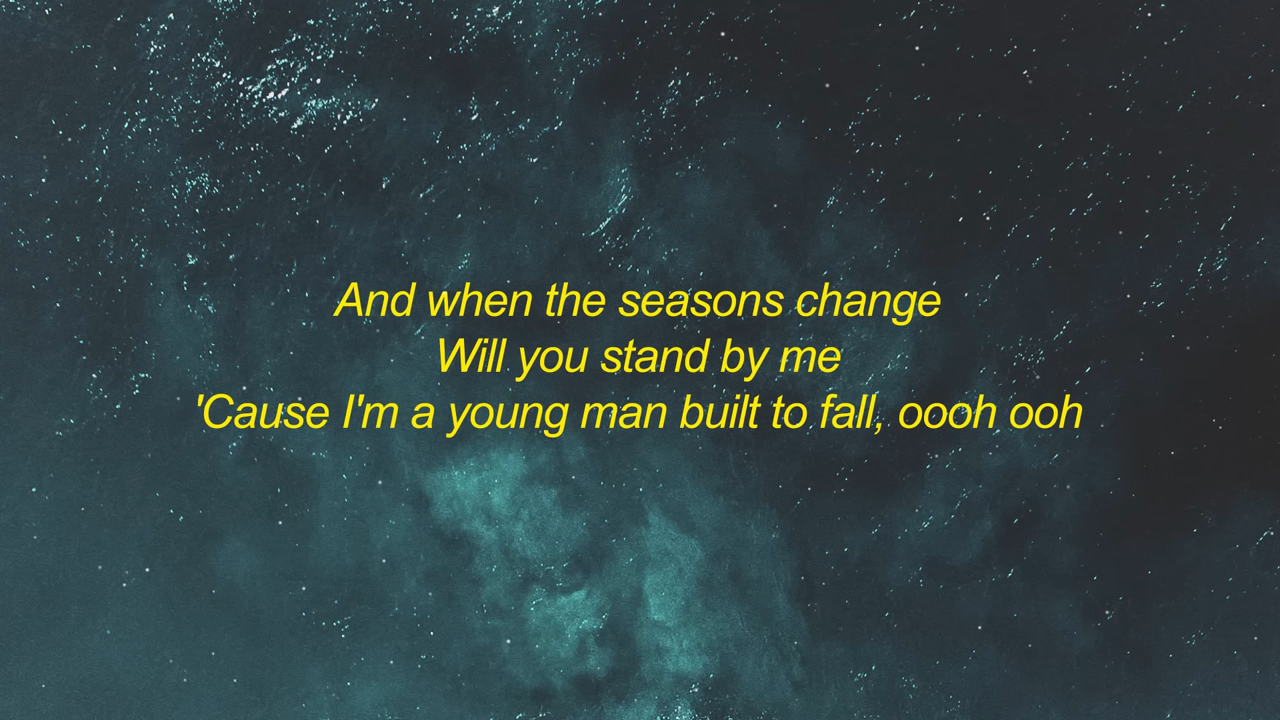 And when the seasons change
Will you stand by me
'Cause I'm a young man built to fall, oooh ooh